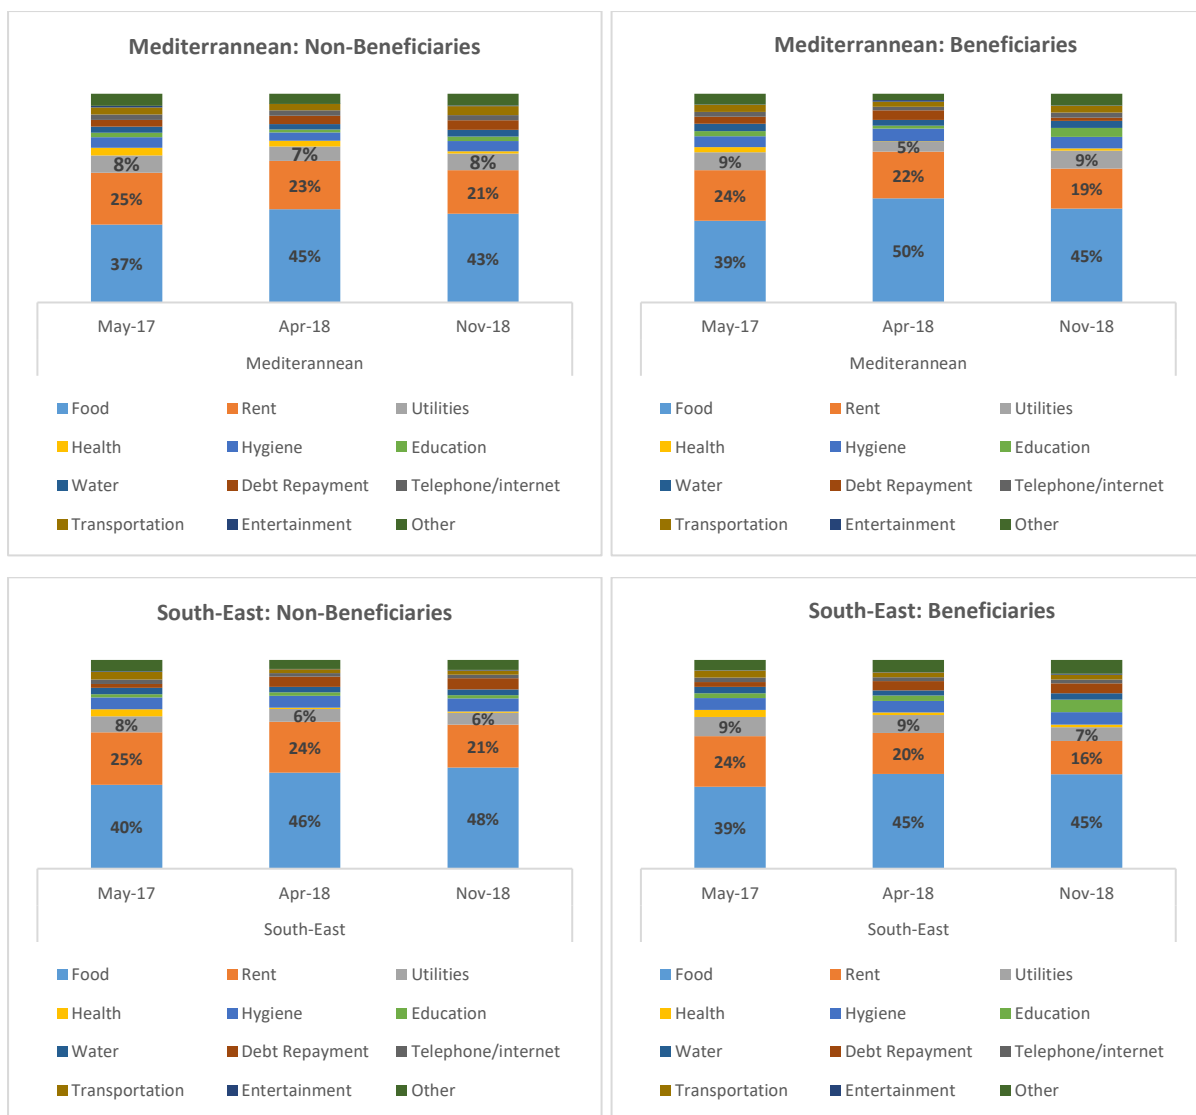 Mediterrannean: Non-Beneficiaries
8% 7% 8%
25% 23% 21%
37% 45% 43%
May-17 Apr-18 Nov-18
Mediterannean
Food Rent Utilities
Health Hygiene Education
Water Debt Repayment Telephone/internet
Transportation Entertainment Other
Mediterrannean: Beneficiaries
9% 5% 9%
24% 22% 19%
39% 50% 45%
May-17 Apr-18 Nov-18
Mediterannean
Food Rent Utilities
Health Hygiene Education
Water Debt Repayment Telephone/internet
Transportation Entertainment Other
South-East: Non-Beneficiaries
8% 6% 6%
25% 24% 21%
40% 46% 48%
May-17 Apr-18 Nov-18
South-East
Food Rent Utilities
Health Hygiene Education
Water Debt Repayment Telephone/internet
Transportation Entertainment Other
South-East: Beneficiaries
9% 9% 7%
24% 20% 16%
39% 45% 45%
May-17 Apr-18 Nov-18
South-East
Food Rent Utilities
Health Hygiene Education
Water Debt Repayment Telephone/internet
Transportation Entertainment Other